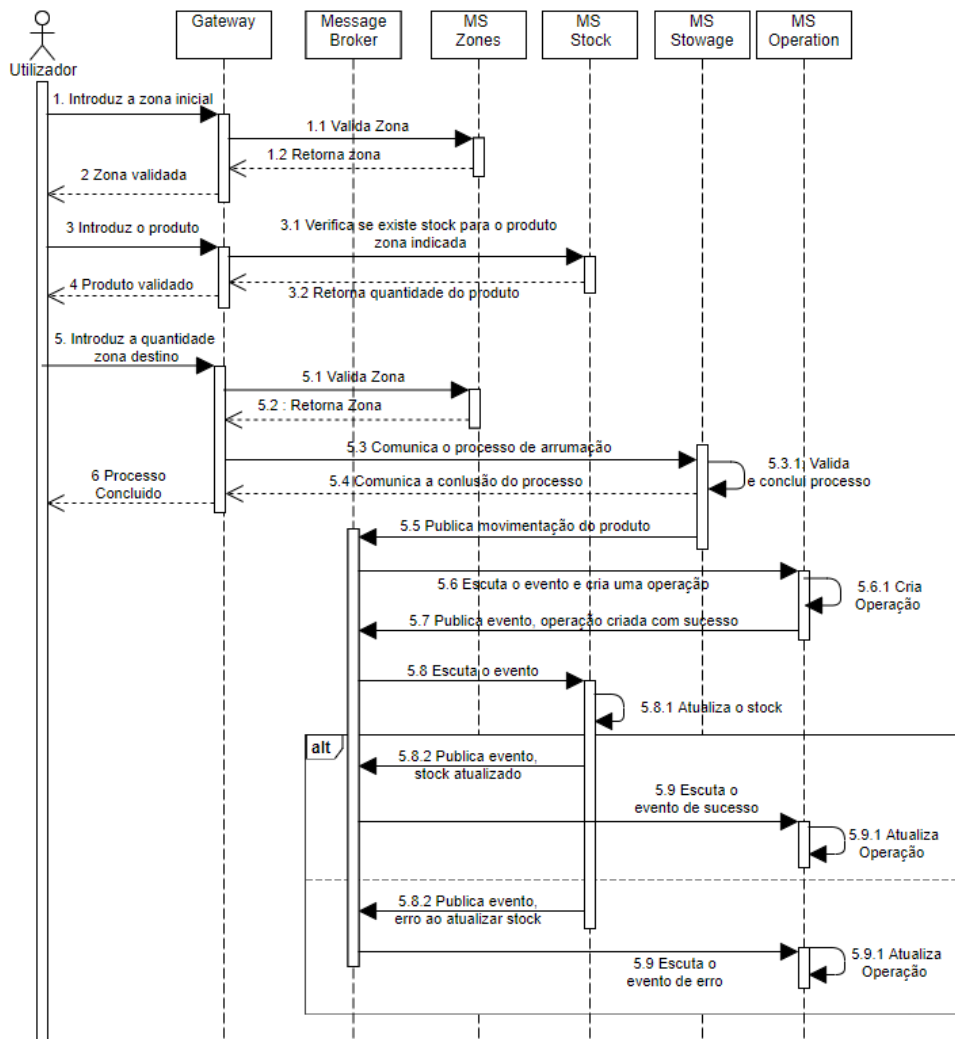 Utilizador
Gateway
Message
Broker
MS
Zones
MS
Stock
MS
Stowage
MS
Operation
1. Introduz a zona inicial
1.1 Valida Zona
1.2 Retorna zona
2 Zona validada
3 Introduz o produto
3.1 Verifica se existe stock para o produto
zona indicada
3.2 Retorna quantidade do produto
4 Produto validado
5. Introduz a quantidade
zona destino
5.1 Valida Zona
5.2 : Retorna Zona
5.3 Comunica o processo de arrumação
5.3.1: Valida
e conclui processo
5.4 Comunica a conlusão do processo
6 Processo
Concluido
5.5 Publica movimentação do produto
5.6 Escuta o evento e cria uma operação
5.6.1 Cria
Operação
5.7 Publica evento, operação criada com sucesso
5.8 Escuta o evento
5.8.1 Atualiza o stock
alt
5.8.2 Publica evento,
stock atualizado
5.9 Escuta o
evento de sucesso
5.9.1 Atualiza
Operação
5.8.2 Publica evento,
erro ao atualizar stock
5.9 Escuta o
evento de erro
5.9.1 Atualiza
Operação